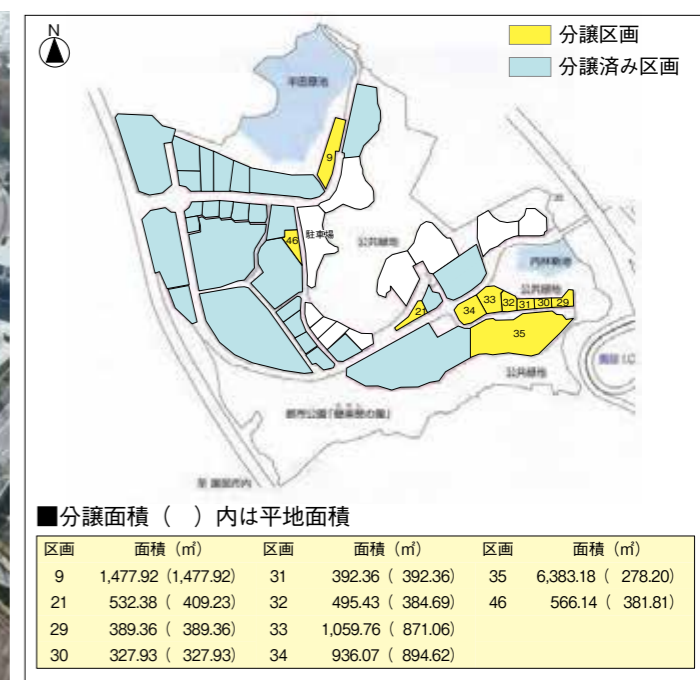 N
分譲区画
分譲済み区画
9
46
駐車場
公共緑地
公共緑地
21
34
33
32
31
30
29
35
公共緑地
■分譲面積（　）内は平地面積
区画 面積（㎡） 区画 面積（㎡） 区画 面積（㎡）
9 1,477.92 (1,477.92) 31 392.36 ( 392.36) 35 6,383.18 ( 278.20)
21 532.38 ( 409.23) 32 495.43 ( 384.69) 46 566.14 ( 381.81)
29 389.36 ( 389.36) 33 1,059.76 ( 871.06)
30 327.93 ( 327.93) 34 936.07 ( 894.62)